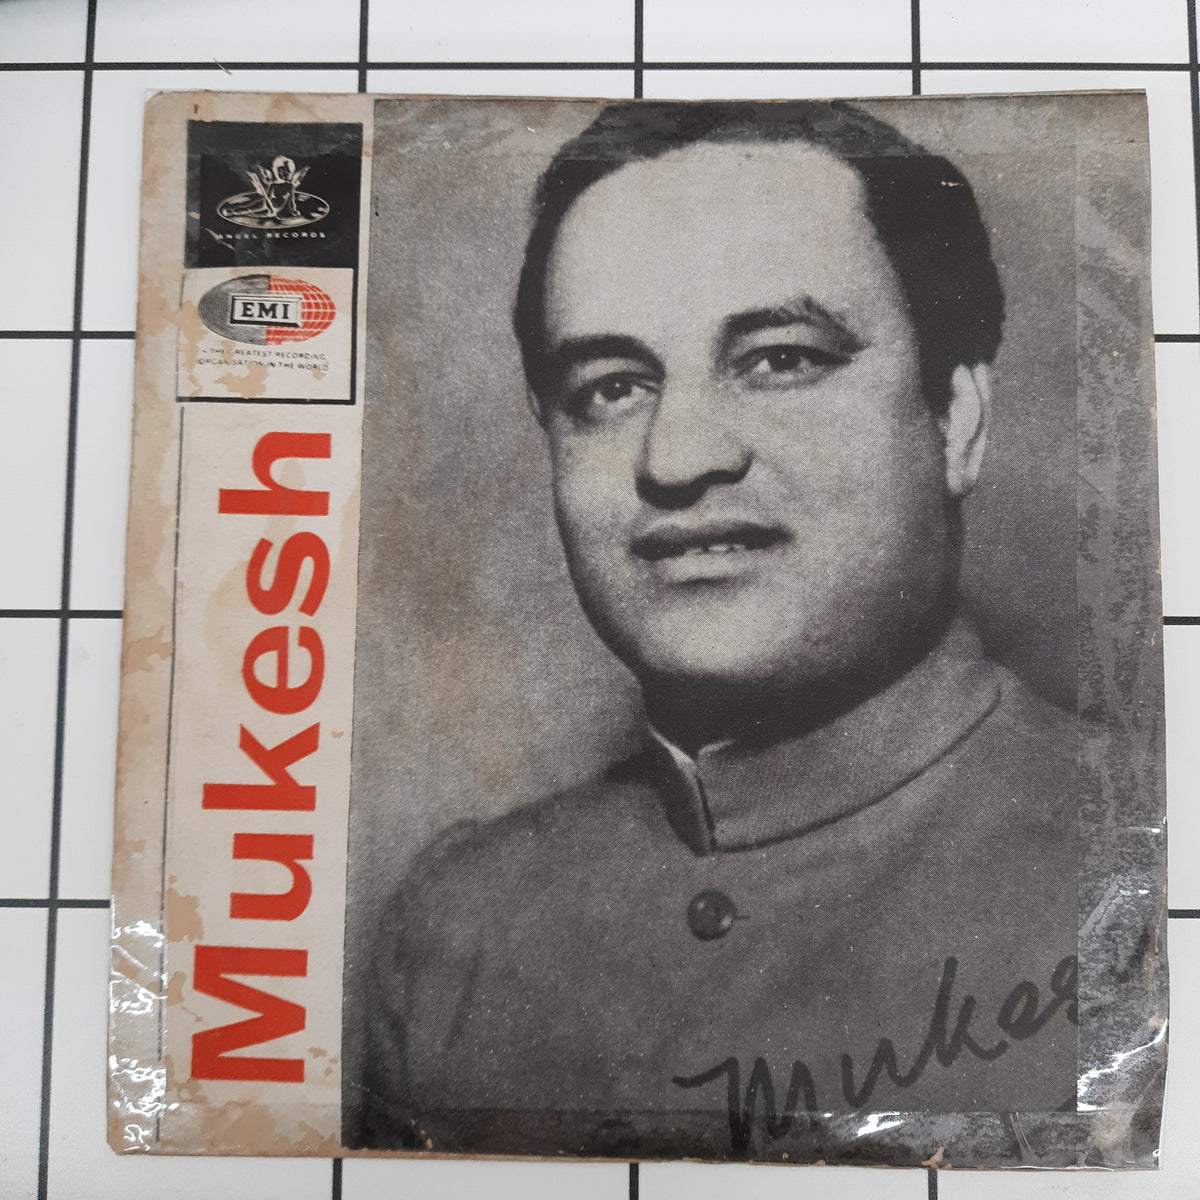 ANGEL RECORDS
EMI
THE GREATEST RECORDING
ORGANISATION IN THE WORLD
Mukesh
Mukesh